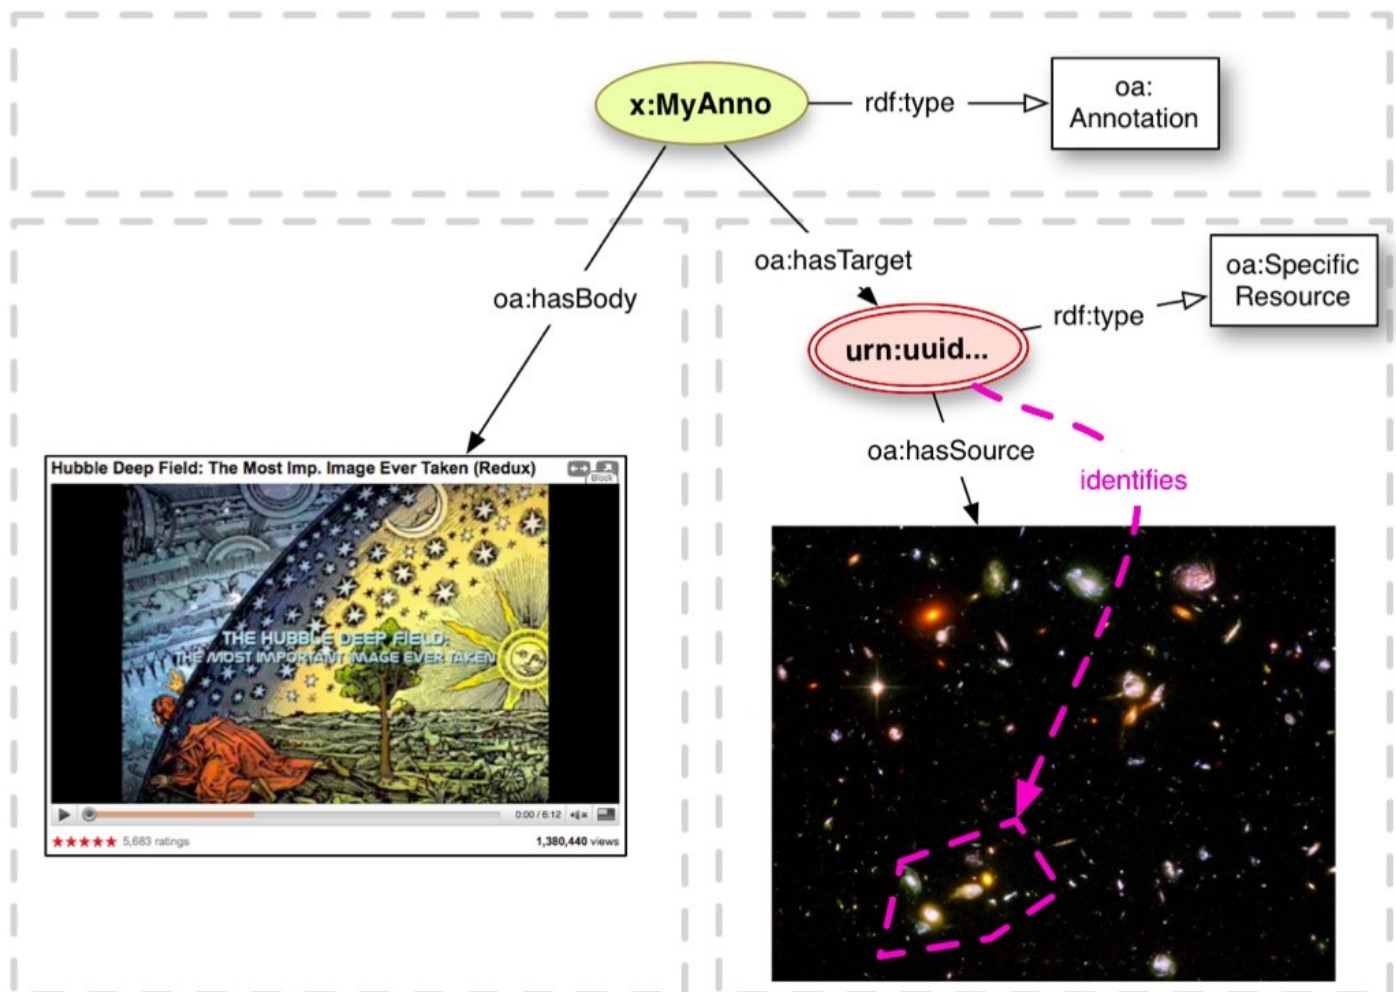 x:MyAnno
rdf:type
oa:
Annotation
oa:hasBody
oa:hasTarget
urn:uuid...
rdf:type
oa:Specific
Resource
oa:hasSource
identifies
Hubble Deep Field: The Most Imp. Image Ever Taken (Redux)
Block
THE HUBBLE DEEP FIELD:
THE MOST IMPORTANT IMAGE EVER TAKEN
0:00 / 6:12
5,683 ratings
1,380,440 views